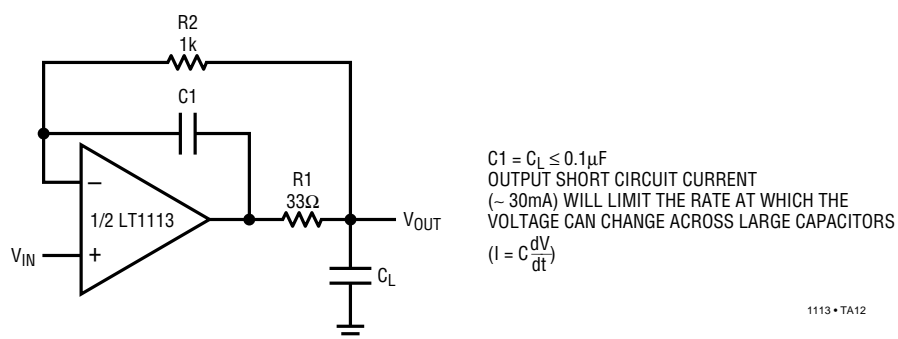 R2
1k
C1
R1
33Ω
−
1/2 LT1113
+
V_IN
V_OUT
C_L
C1 = C_L ≤ 0.1µF
OUTPUT SHORT CIRCUIT CURRENT
(~ 30mA) WILL LIMIT THE RATE AT WHICH THE
VOLTAGE CAN CHANGE ACROSS LARGE CAPACITORS
(I = C dV/dt)
1113 • TA12